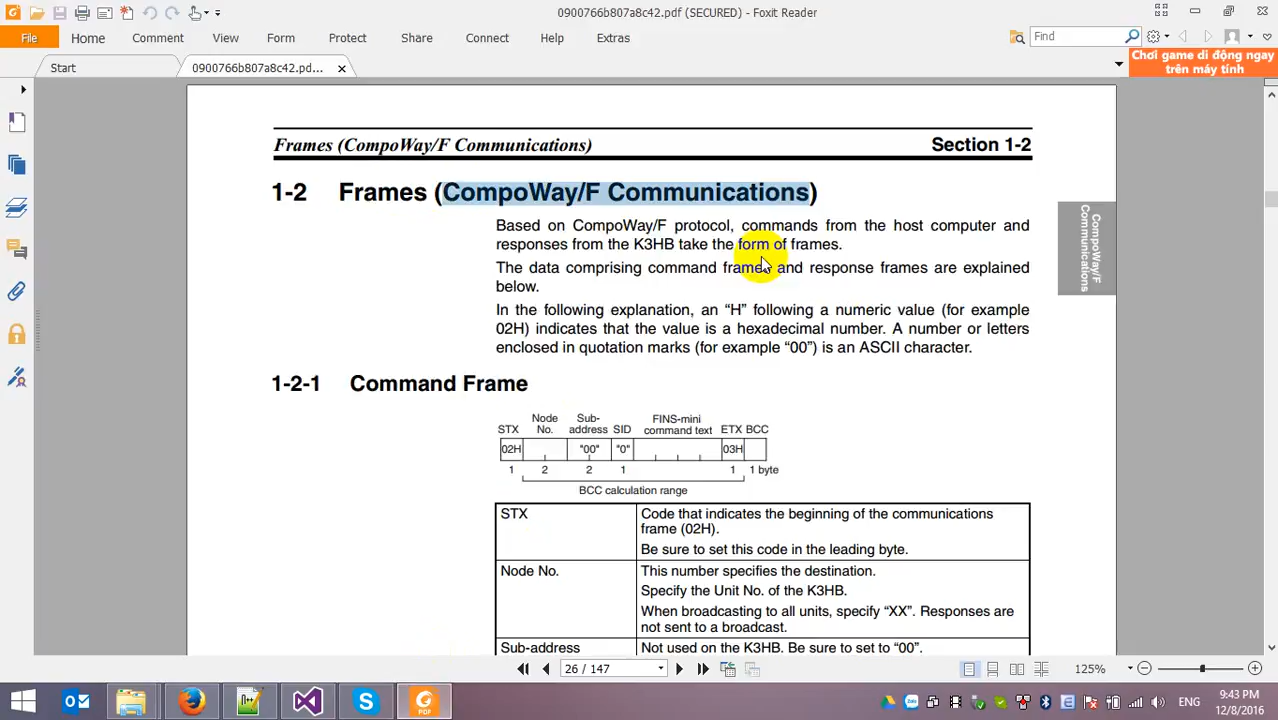 0900766b807a8c42.pdf (SECURED) - Foxit Reader
File Home Comment View Form Protect Share Connect Help Extras Find
Start 0900766b807a8c42.pd...
Chơi game di động ngay
trên máy tính
Frames (CompoWay/F Communications) Section 1-2
1-2 Frames (CompoWay/F Communications)
Based on CompoWay/F protocol, commands from the host computer and
responses from the K3HB take the form of frames.
The data comprising command frames and response frames are explained
below.
In the following explanation, an “H” following a numeric value (for example
02H) indicates that the value is a hexadecimal number. A number or letters
enclosed in quotation marks (for example “00”) is an ASCII character.
CompoWay/F
Communications
1-2-1 Command Frame
STX Node No. Sub-address SID FINS-mini command text ETX BCC
02H "00" "0" 03H
1 2 2 1 1 1 byte
BCC calculation range
STX Code that indicates the beginning of the communications
frame (02H).
Be sure to set this code in the leading byte.
Node No. This number specifies the destination.
Specify the Unit No. of the K3HB.
When broadcasting to all units, specify “XX”. Responses are
not sent to a broadcast.
Sub-address Not used on the K3HB. Be sure to set to “00”.
26 / 147 125%
PDF
ENG
9:43 PM
12/8/2016